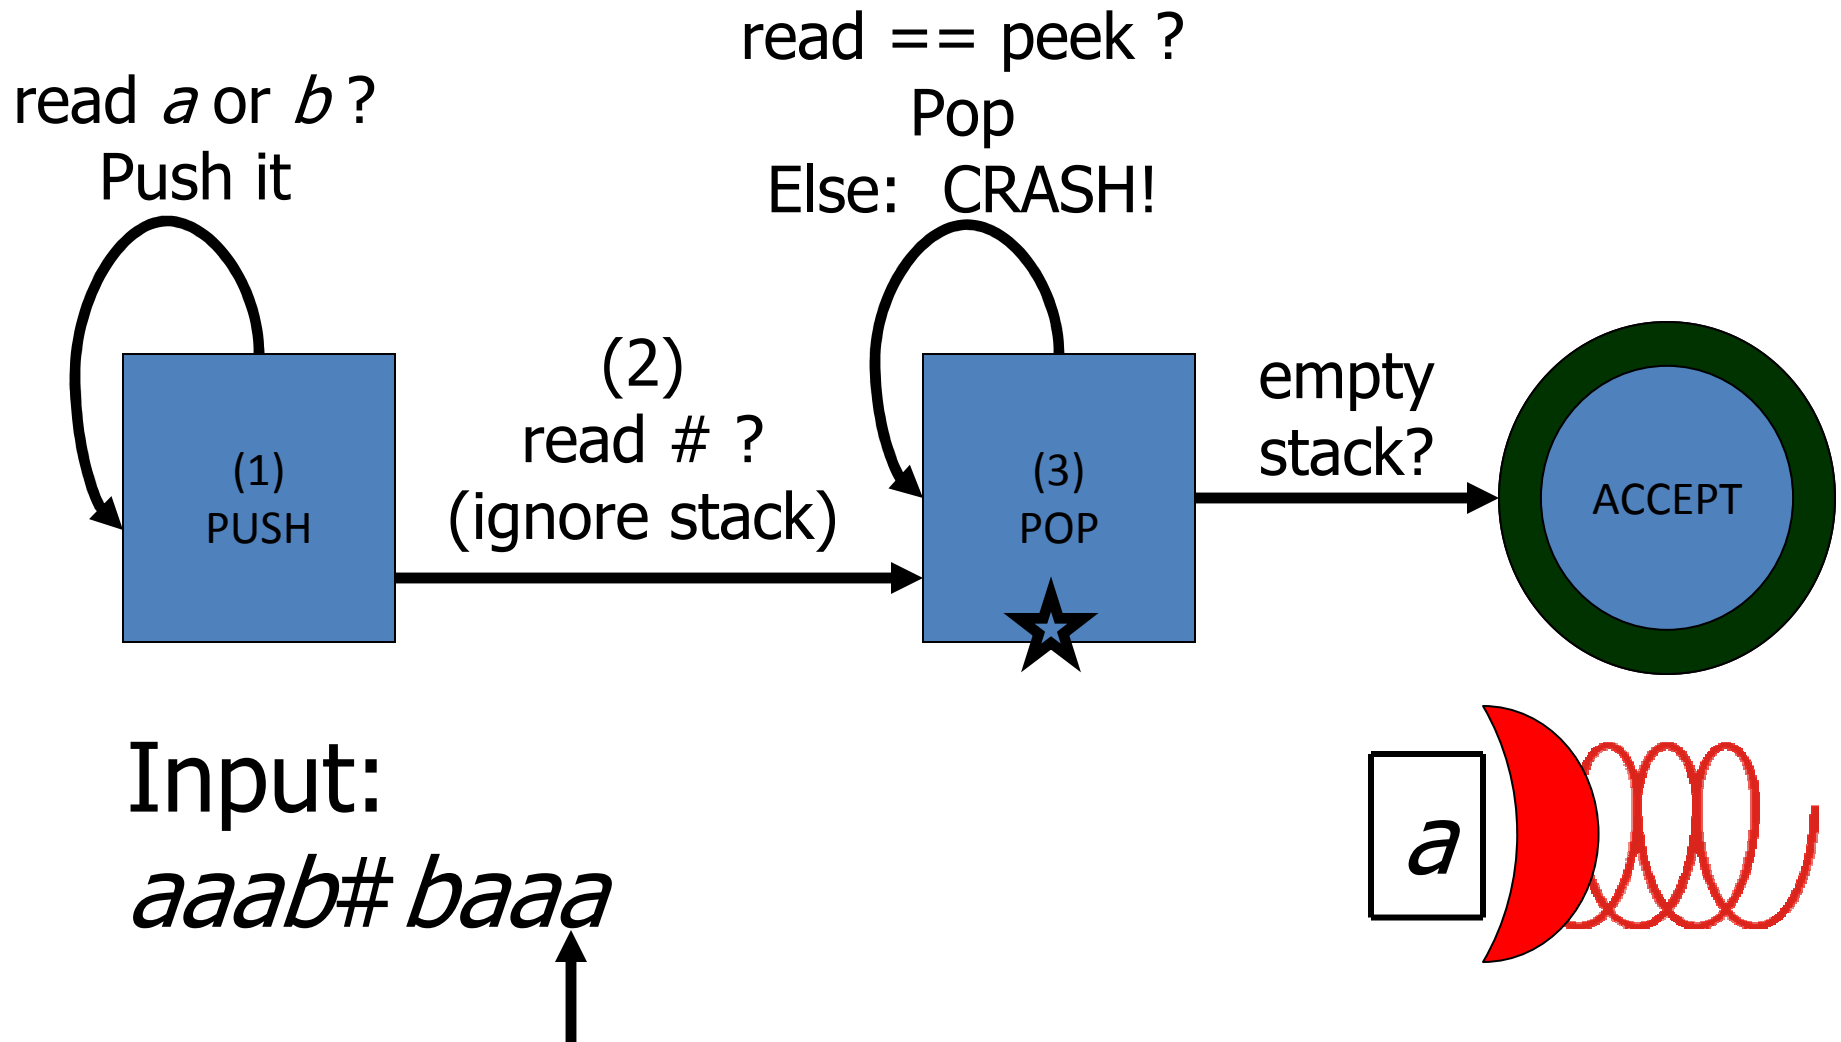 read == peek ?
Pop
Else: CRASH!
read a or b ?
Push it
(2)
read # ?
(ignore stack)
empty
stack?
(1)
PUSH
(3)
POP
ACCEPT
Input:
aaab#baaa
a